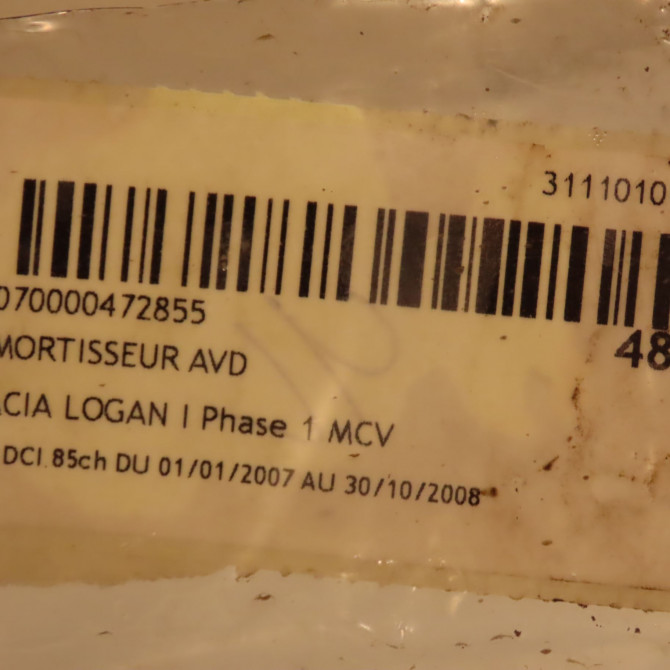 3111010
070000472855
48
MORTISSEUR AVD
CIA LOGAN I Phase 1 MCV
DCI 85ch DU 01/01/2007 AU 30/10/2008